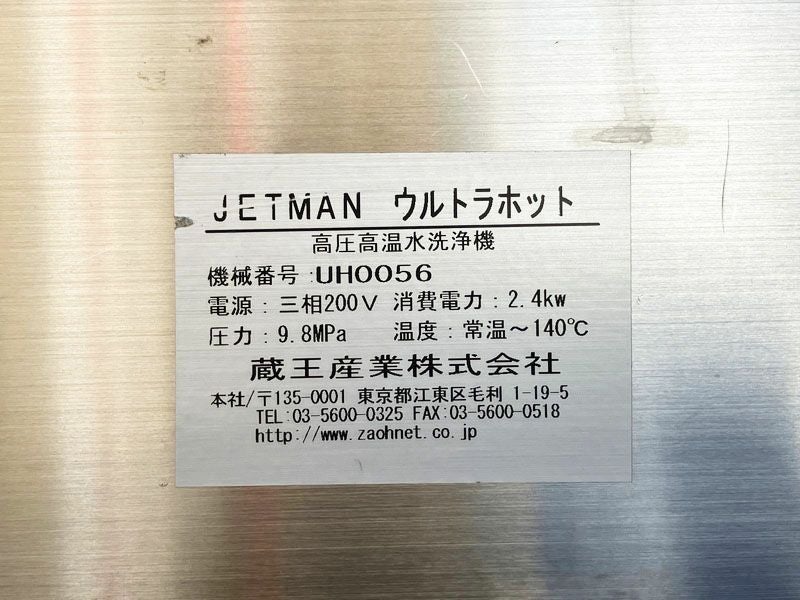 JETMAN ウルトラホット
高圧高温水洗浄機
機械番号:UH0056
電源：三相200V 消費電力：2.4kw
圧力：9.8MPa 温度：常温～140℃
蔵王産業株式会社
本社/〒135-0001 東京都江東区毛利 1-19-5
TEL:03-5600-0325 FAX:03-5600-0518
http://www.zaohnet.co.jp